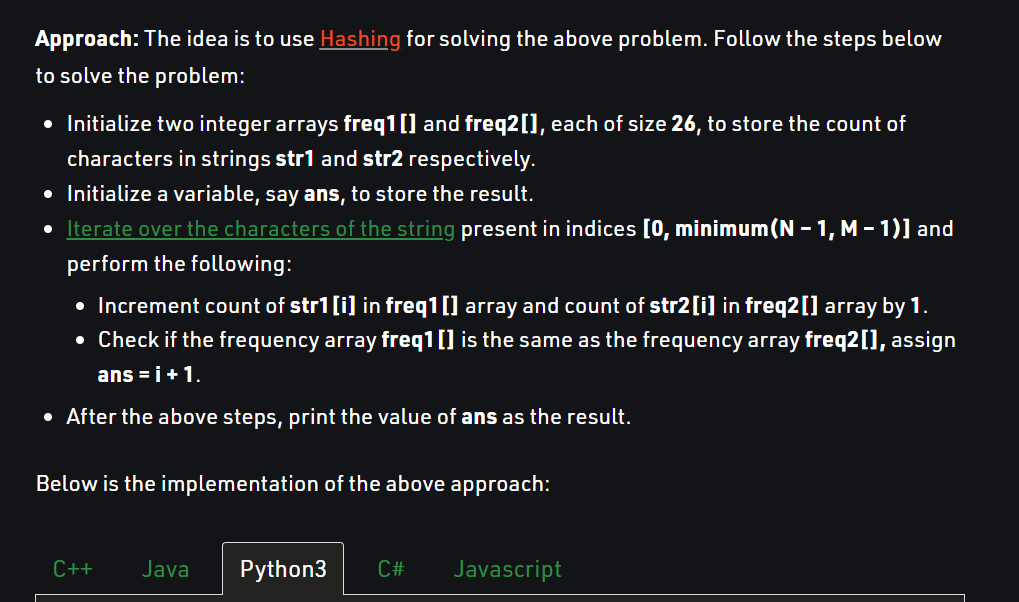 Approach: The idea is to use Hashing for solving the above problem. Follow the steps below
to solve the problem:
• Initialize two integer arrays freq1[] and freq2[], each of size 26, to store the count of
characters in strings str1 and str2 respectively.
• Initialize a variable, say ans, to store the result.
• Iterate over the characters of the string present in indices [0, minimum(N – 1, M – 1)] and
perform the following:
• Increment count of str1[i] in freq1[] array and count of str2[i] in freq2[] array by 1.
• Check if the frequency array freq1[] is the same as the frequency array freq2[], assign
ans = i + 1.
• After the above steps, print the value of ans as the result.
Below is the implementation of the above approach:
C++ Java Python3 C# Javascript